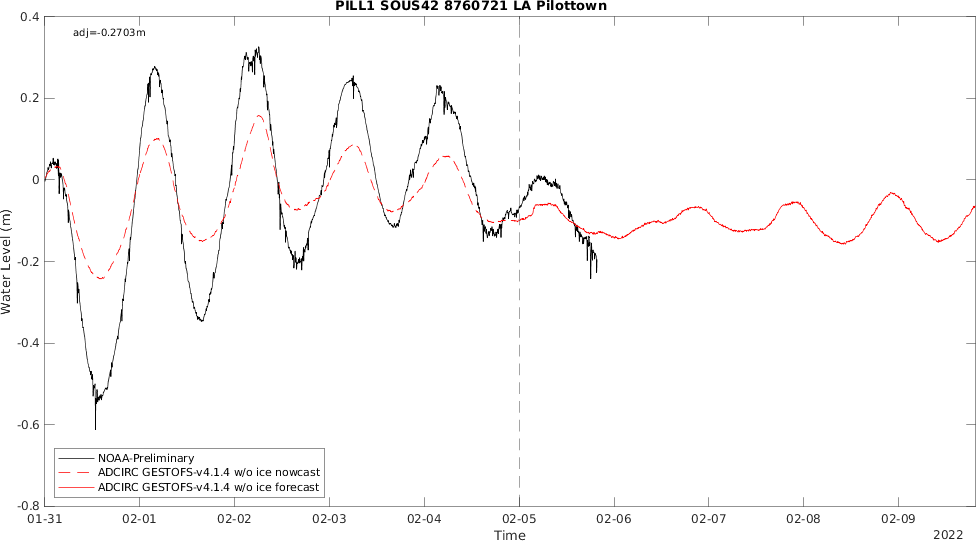 PILL1 SOUS42 8760721 LA Pilottown
adj=-0.2703m
0.4
0.2
0
-0.2
-0.4
-0.6
-0.8
Water Level (m)
NOAA-Preliminary
ADCIRC GESTOFS-v4.1.4 w/o ice nowcast
ADCIRC GESTOFS-v4.1.4 w/o ice forecast
01-31 02-01 02-02 02-03 02-04 02-05 02-06 02-07 02-08 02-09
Time
2022